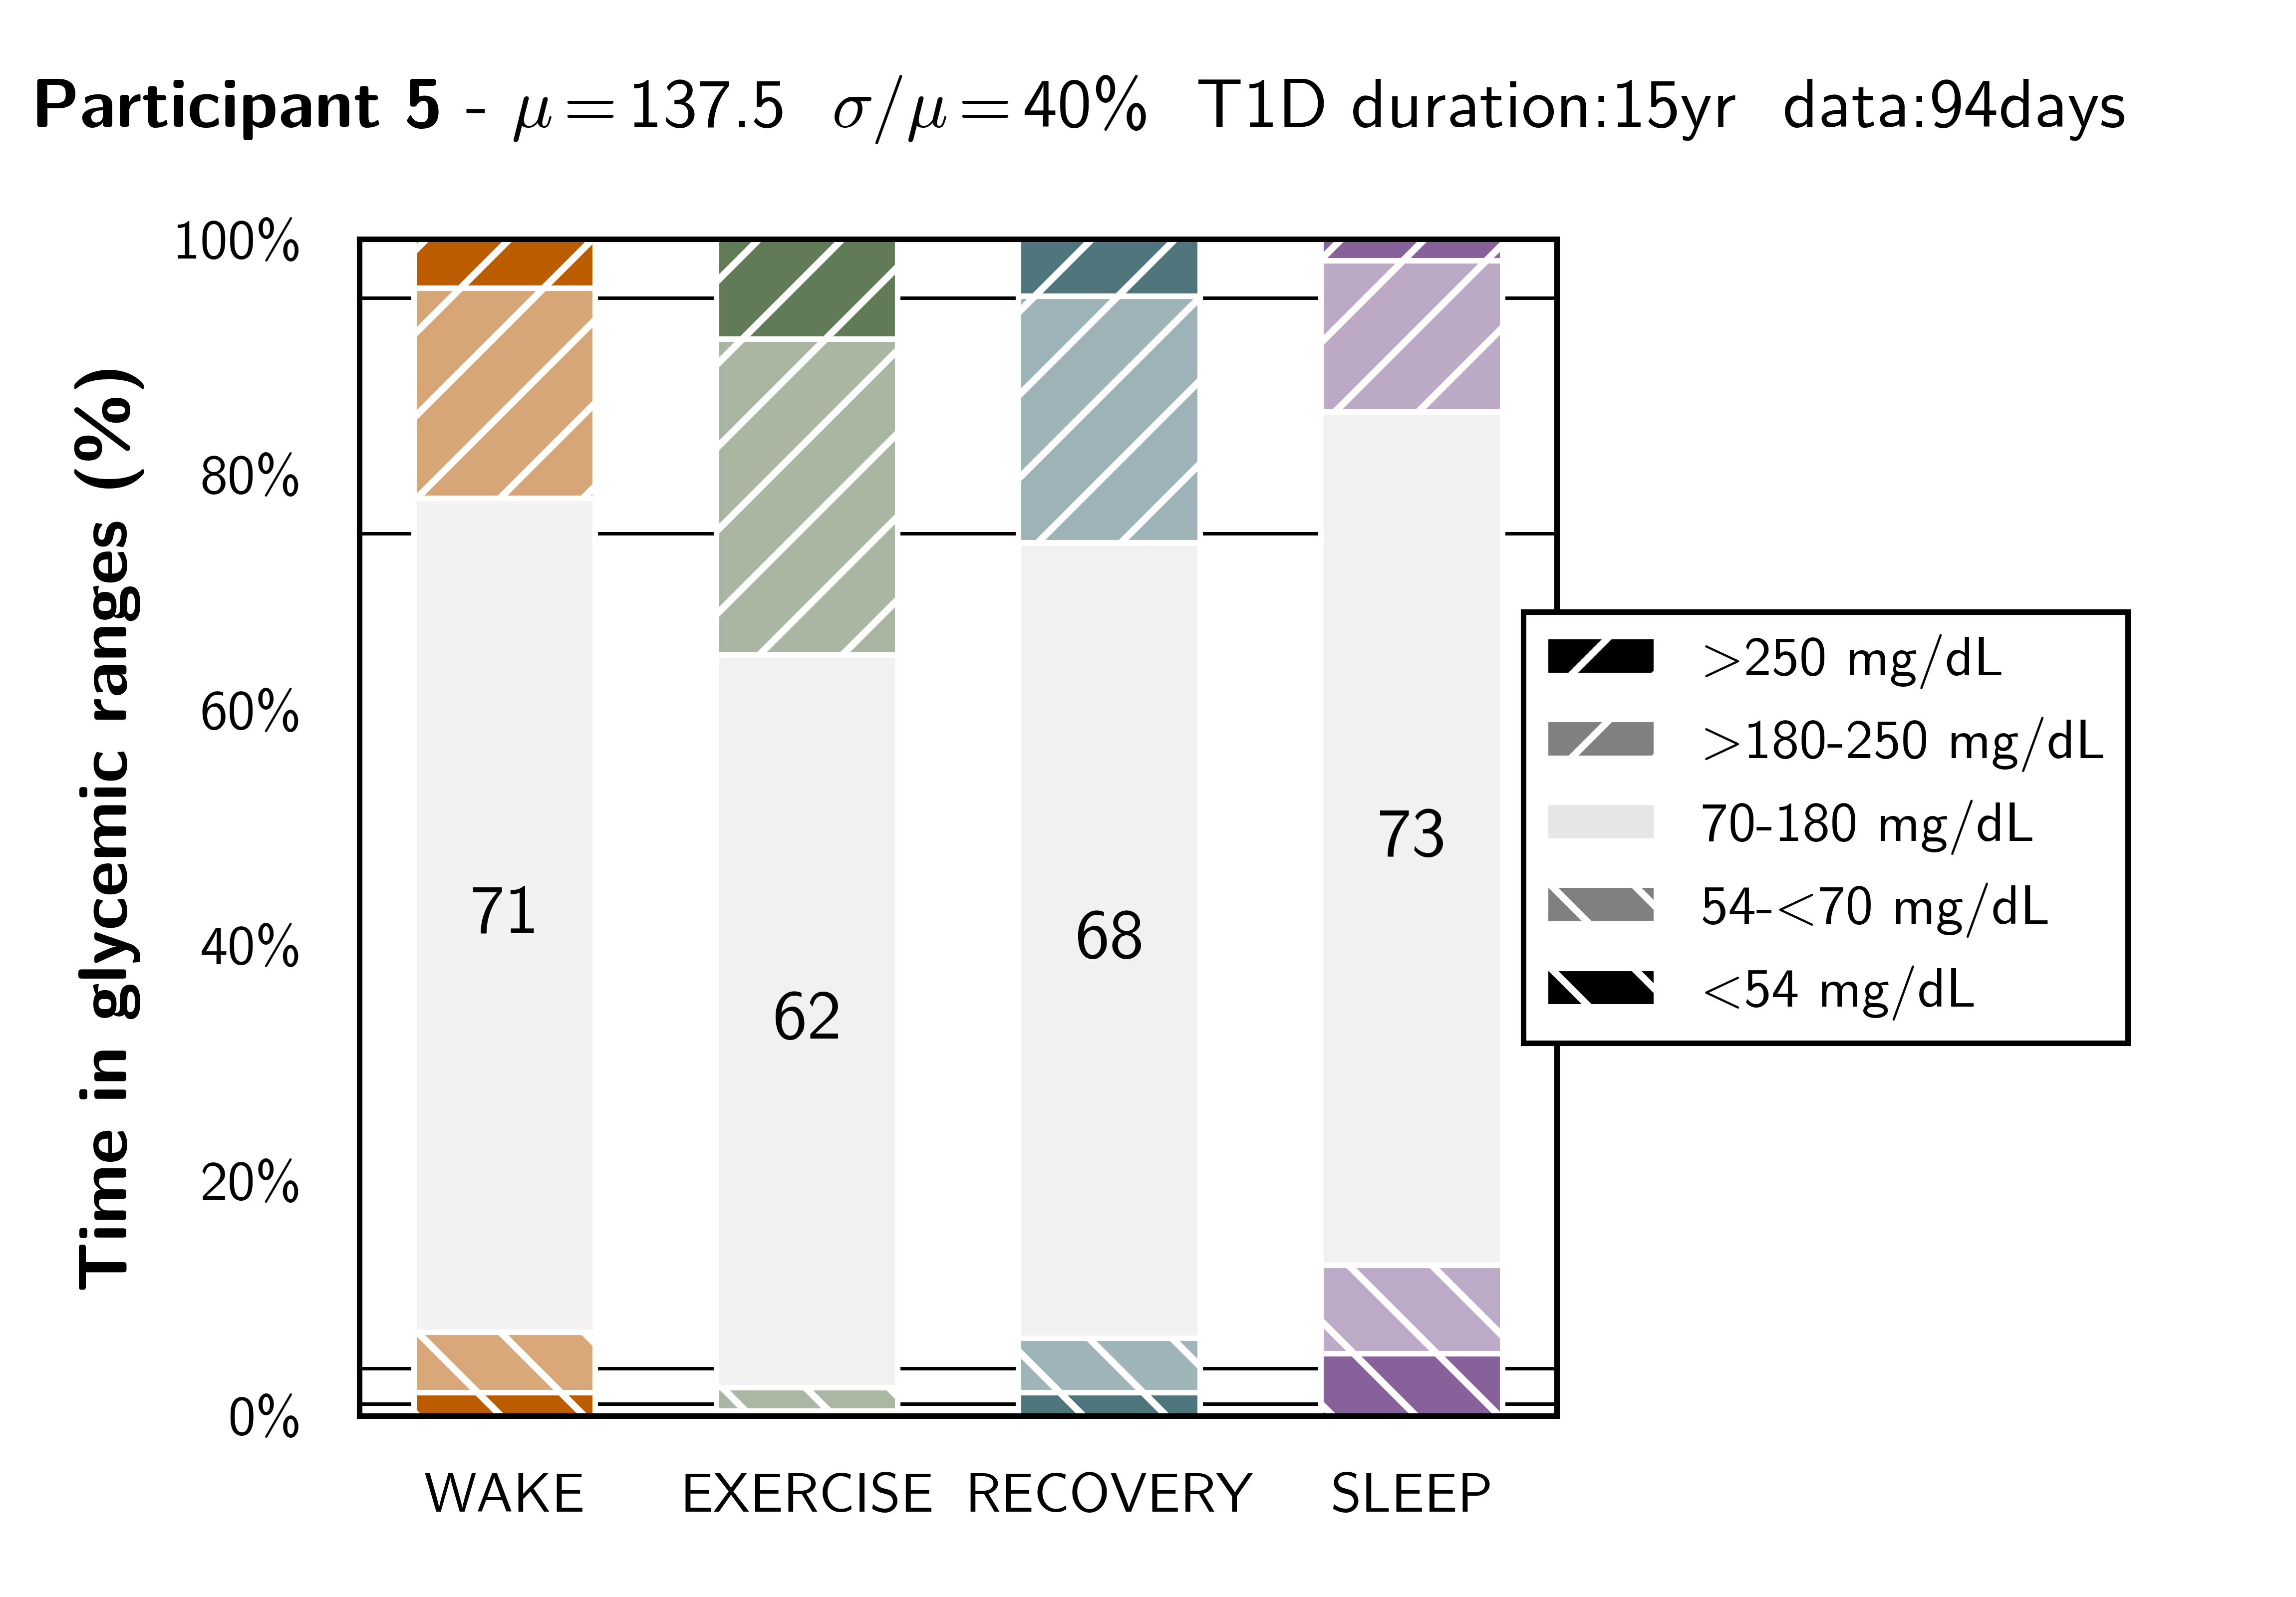 Participant 5 - μ=137.5 σ/μ=40% T1D duration:15yr data:94days
Time in glycemic ranges (%)
100%
80%
60%
40%
20%
0%
71
62
68
73
>250 mg/dL
>180-250 mg/dL
70-180 mg/dL
54-<70 mg/dL
<54 mg/dL
WAKE EXERCISE RECOVERY SLEEP